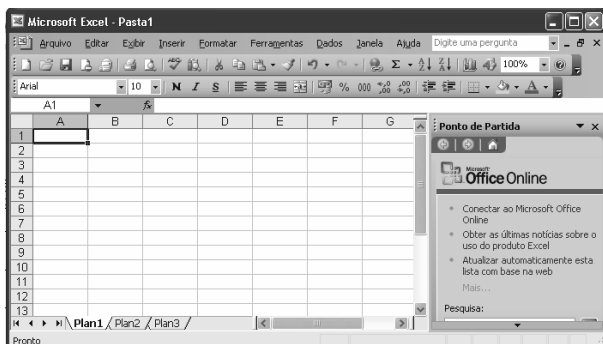 Microsoft Excel - Pasta1
Arquivo Editar Exibir Inserir Formatar Ferramentas Dados Janela Ajuda Digite uma pergunta
100%
Arial 10 N I S % 000
A1 fx
A B C D E F G
1
2
3
4
5
6
7
8
9
10
11
12
13
Plan1 Plan2 Plan3
Pronto
Ponto de Partida
Microsoft
Office Online
Conectar ao Microsoft Office
Online
Obter as últimas notícias sobre o
uso do produto Excel
Atualizar automaticamente esta
lista com base na web
Mais...
Pesquisa: